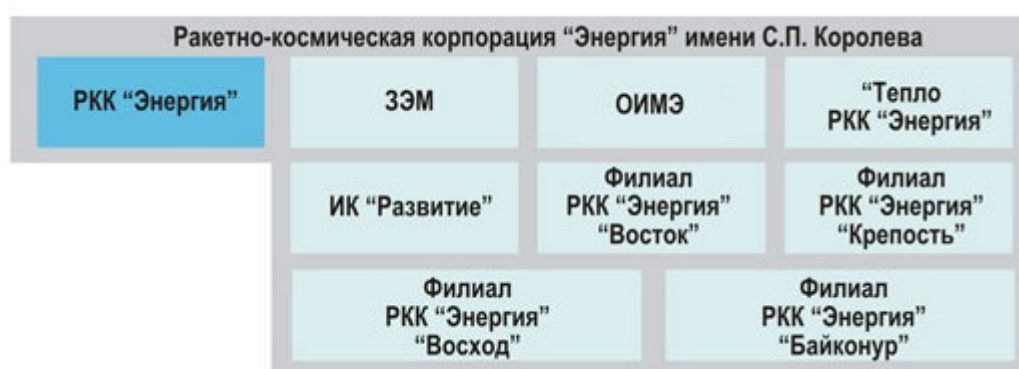 Ракетно-космическая корпорация “Энергия” имени С.П. Королева
РКК “Энергия”
ЗЭМ
ОИМЭ
“Тепло
РКК “Энергия”
ИК “Развитие”
Филиал
РКК “Энергия”
“Восток”
Филиал
РКК “Энергия”
“Крепость”
Филиал
РКК “Энергия”
“Восход”
Филиал
РКК “Энергия”
“Байконур”